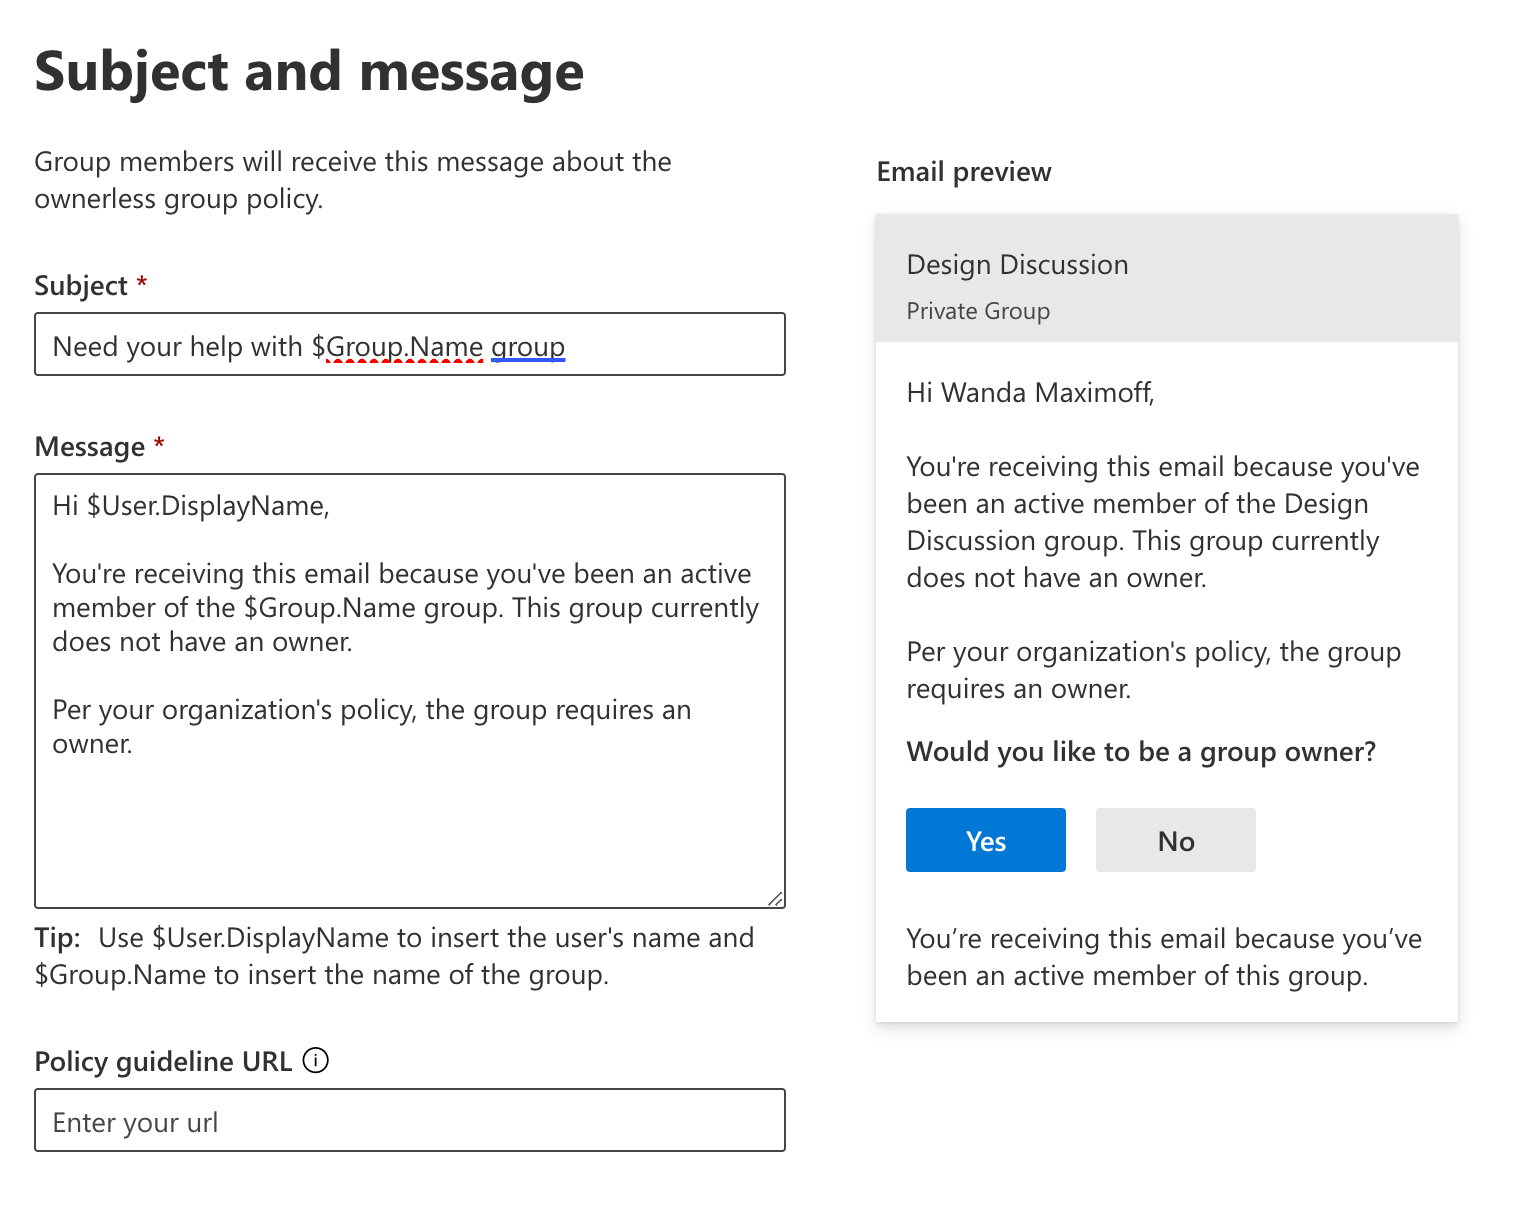 Subject and message
Group members will receive this message about the
ownerless group policy.
Subject *
Need your help with $Group.Name group
Message *
Hi $User.DisplayName,
You're receiving this email because you've been an active
member of the $Group.Name group. This group currently
does not have an owner.
Per your organization's policy, the group requires an
owner.
Tip: Use $User.DisplayName to insert the user's name and
$Group.Name to insert the name of the group.
Policy guideline URL
Enter your url
Email preview
Design Discussion
Private Group
Hi Wanda Maximoff,
You're receiving this email because you've
been an active member of the Design
Discussion group. This group currently
does not have an owner.
Per your organization's policy, the group
requires an owner.
Would you like to be a group owner?
Yes No
You’re receiving this email because you’ve
been an active member of this group.